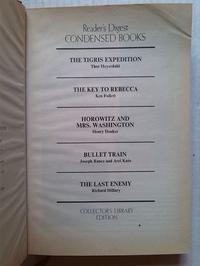 Reader's Digest
CONDENSED BOOKS
THE TIGRIS EXPEDITION
Thor Heyerdahl
THE KEY TO REBECCA
Ken Follett
HOROWITZ AND
MRS. WASHINGTON
Henry Denker
BULLET TRAIN
Joseph Rance and Arei Kato
THE LAST ENEMY
Richard Hillary
COLLECTOR'S LIBRARY
EDITION